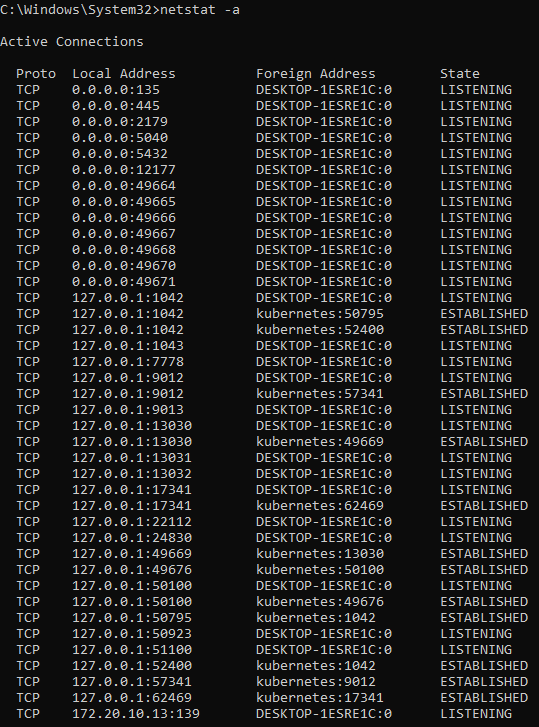 C:\Windows\System32>netstat -a
Active Connections
Proto  Local Address          Foreign Address        State
TCP    0.0.0.0:135            DESKTOP-1ESRE1C:0      LISTENING
TCP    0.0.0.0:445            DESKTOP-1ESRE1C:0      LISTENING
TCP    0.0.0.0:2179           DESKTOP-1ESRE1C:0      LISTENING
TCP    0.0.0.0:5040           DESKTOP-1ESRE1C:0      LISTENING
TCP    0.0.0.0:5432           DESKTOP-1ESRE1C:0      LISTENING
TCP    0.0.0.0:12177          DESKTOP-1ESRE1C:0      LISTENING
TCP    0.0.0.0:49664          DESKTOP-1ESRE1C:0      LISTENING
TCP    0.0.0.0:49665          DESKTOP-1ESRE1C:0      LISTENING
TCP    0.0.0.0:49666          DESKTOP-1ESRE1C:0      LISTENING
TCP    0.0.0.0:49667          DESKTOP-1ESRE1C:0      LISTENING
TCP    0.0.0.0:49668          DESKTOP-1ESRE1C:0      LISTENING
TCP    0.0.0.0:49670          DESKTOP-1ESRE1C:0      LISTENING
TCP    0.0.0.0:49671          DESKTOP-1ESRE1C:0      LISTENING
TCP    127.0.0.1:1042         DESKTOP-1ESRE1C:0      LISTENING
TCP    127.0.0.1:1042         kubernetes:50795       ESTABLISHED
TCP    127.0.0.1:1042         kubernetes:52400       ESTABLISHED
TCP    127.0.0.1:1043         DESKTOP-1ESRE1C:0      LISTENING
TCP    127.0.0.1:7778         DESKTOP-1ESRE1C:0      LISTENING
TCP    127.0.0.1:9012         DESKTOP-1ESRE1C:0      LISTENING
TCP    127.0.0.1:9012         kubernetes:57341       ESTABLISHED
TCP    127.0.0.1:9013         DESKTOP-1ESRE1C:0      LISTENING
TCP    127.0.0.1:13030        DESKTOP-1ESRE1C:0      LISTENING
TCP    127.0.0.1:13030        kubernetes:49669       ESTABLISHED
TCP    127.0.0.1:13031        DESKTOP-1ESRE1C:0      LISTENING
TCP    127.0.0.1:13032        DESKTOP-1ESRE1C:0      LISTENING
TCP    127.0.0.1:17341        DESKTOP-1ESRE1C:0      LISTENING
TCP    127.0.0.1:17341        kubernetes:62469       ESTABLISHED
TCP    127.0.0.1:22112        DESKTOP-1ESRE1C:0      LISTENING
TCP    127.0.0.1:24830        DESKTOP-1ESRE1C:0      LISTENING
TCP    127.0.0.1:49669        kubernetes:13030       ESTABLISHED
TCP    127.0.0.1:49676        kubernetes:50100       ESTABLISHED
TCP    127.0.0.1:50100        DESKTOP-1ESRE1C:0      LISTENING
TCP    127.0.0.1:50100        kubernetes:49676       ESTABLISHED
TCP    127.0.0.1:50795        kubernetes:1042        ESTABLISHED
TCP    127.0.0.1:50923        DESKTOP-1ESRE1C:0      LISTENING
TCP    127.0.0.1:51100        DESKTOP-1ESRE1C:0      LISTENING
TCP    127.0.0.1:52400        kubernetes:1042        ESTABLISHED
TCP    127.0.0.1:57341        kubernetes:9012        ESTABLISHED
TCP    127.0.0.1:62469        kubernetes:17341       ESTABLISHED
TCP    172.20.10.13:139       DESKTOP-1ESRE1C:0      LISTENING